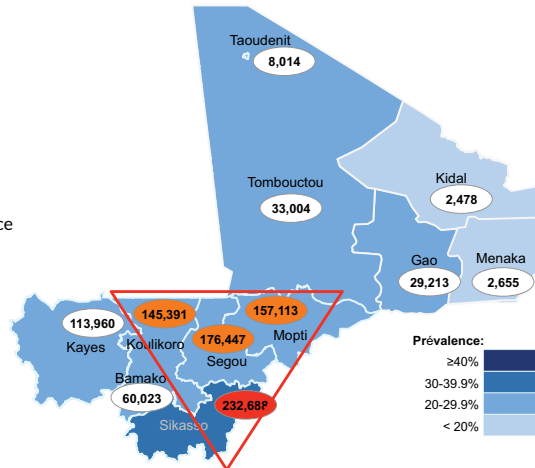 Taoudenit
8,014
Kidal
2,478
Tombouctou
33,004
ce
Gao
29,213
Menaka
2,655
113,960
Kayes
145,391
Koulikoro
157,113
Mopti
176,447
Segou
Bamako
60,023
232,688
Sikasso
Prévalence:
≥40%
30-39.9%
20-29.9%
< 20%